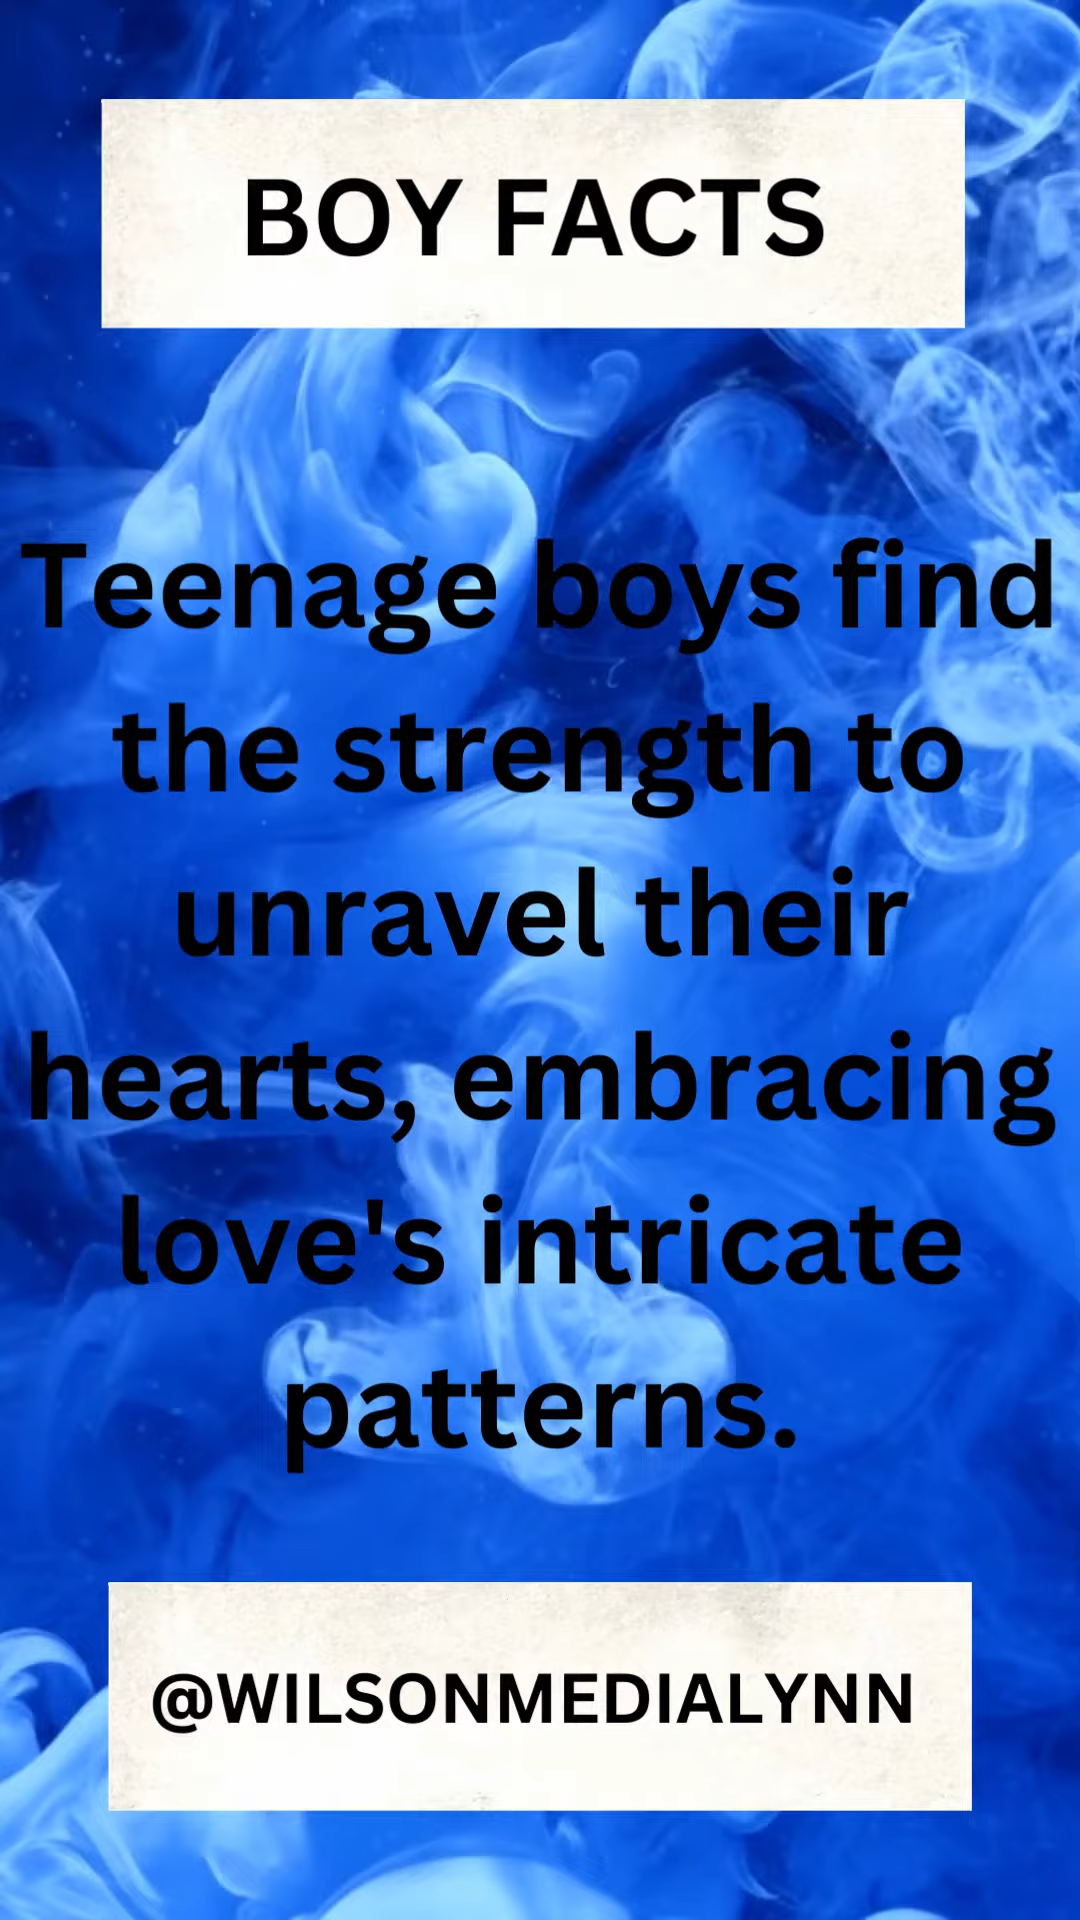 BOY FACTS
Teenage boys find
the strength to
unravel their
hearts, embracing
love's intricate
patterns.
@WILSONMEDIALYNN